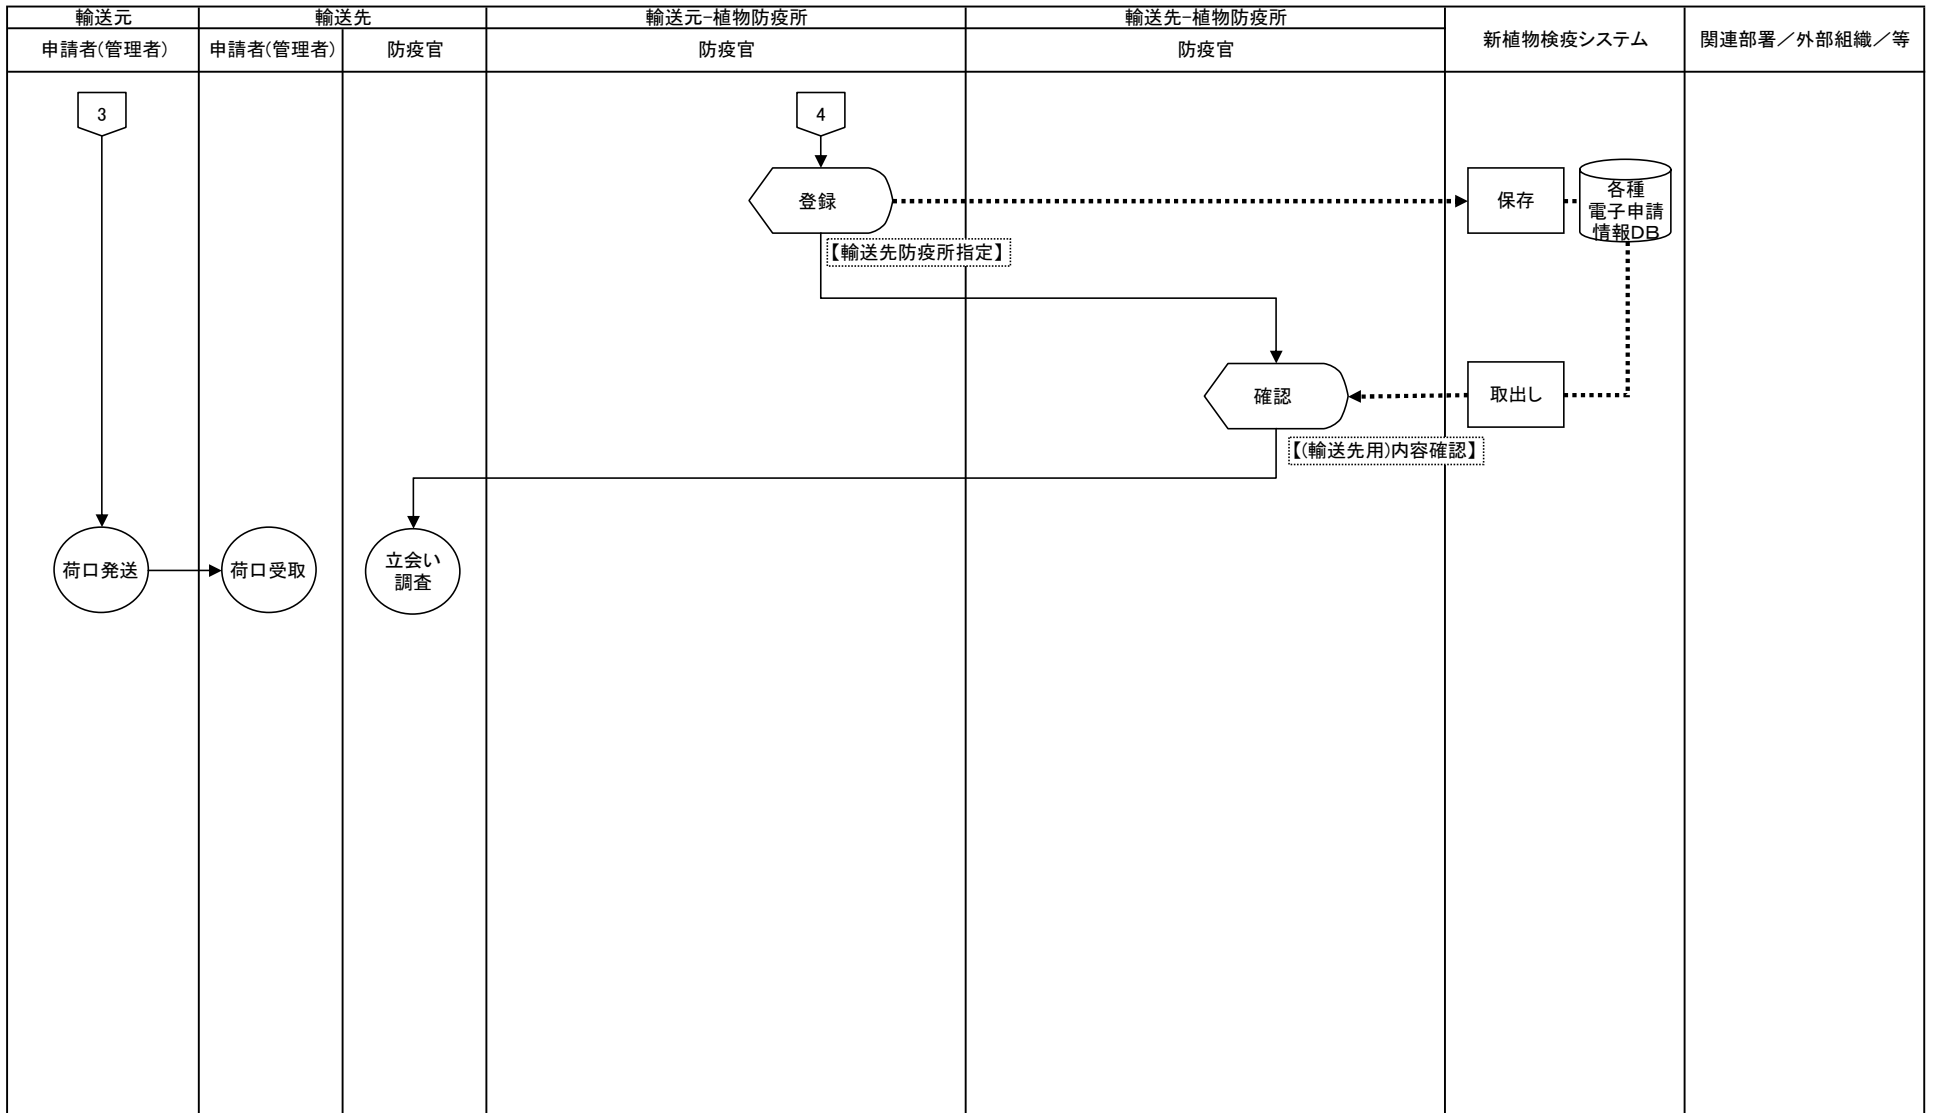 輸送元
輸送先
輸送元-植物防疫所
輸送先-植物防疫所
新植物検疫システム
関連部署／外部組織／等
申請者(管理者)
申請者(管理者)
防疫官
防疫官
防疫官
3
4
登録
保存
各種
電子申請
情報DB
【輸送先防疫所指定】
確認
取出し
【(輸送先用)内容確認】
荷口発送
荷口受取
立会い
調査